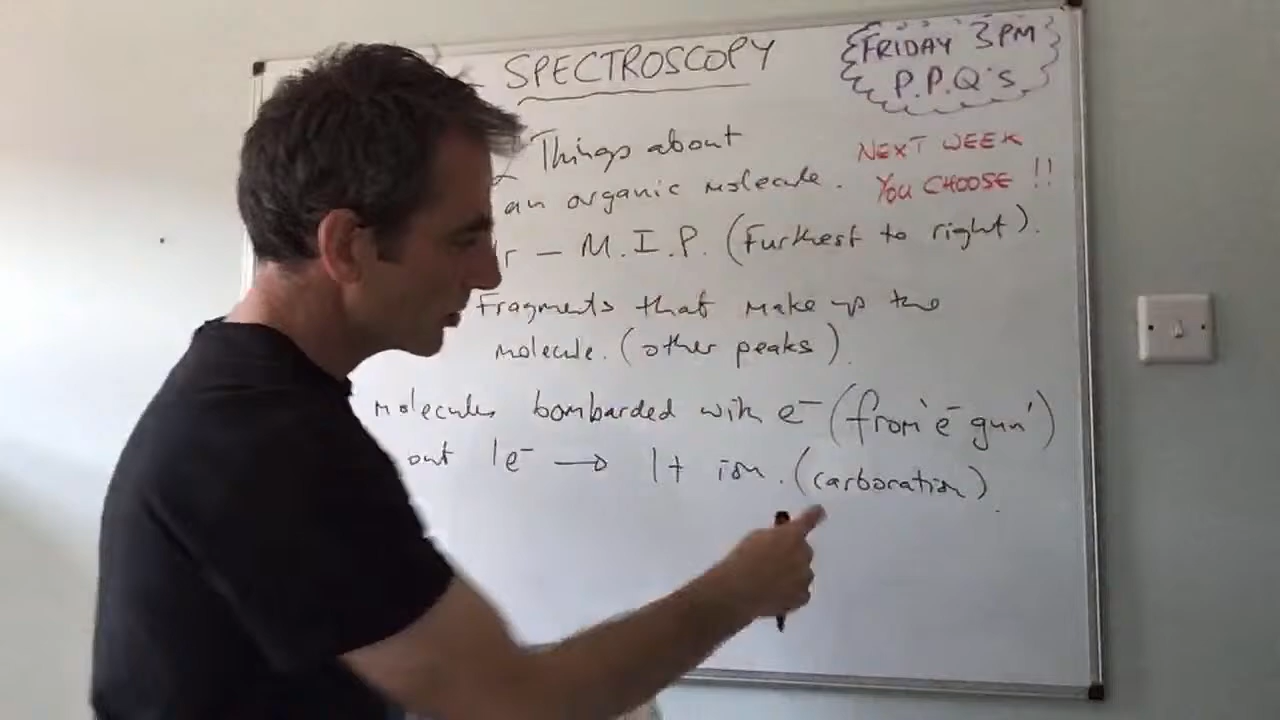 SPECTROSCOPY
FRIDAY 3PM
P.P.Q's
2 Things about
an organic molecule.
NEXT WEEK
YOU CHOOSE !!
r – M.I.P. (Furthest to right).
Fragments that make up the
molecule. (other peaks).
molecules bombarded with e⁻ (from 'e⁻ gun')
out 1e⁻ → 1+ ion. (carbocation).